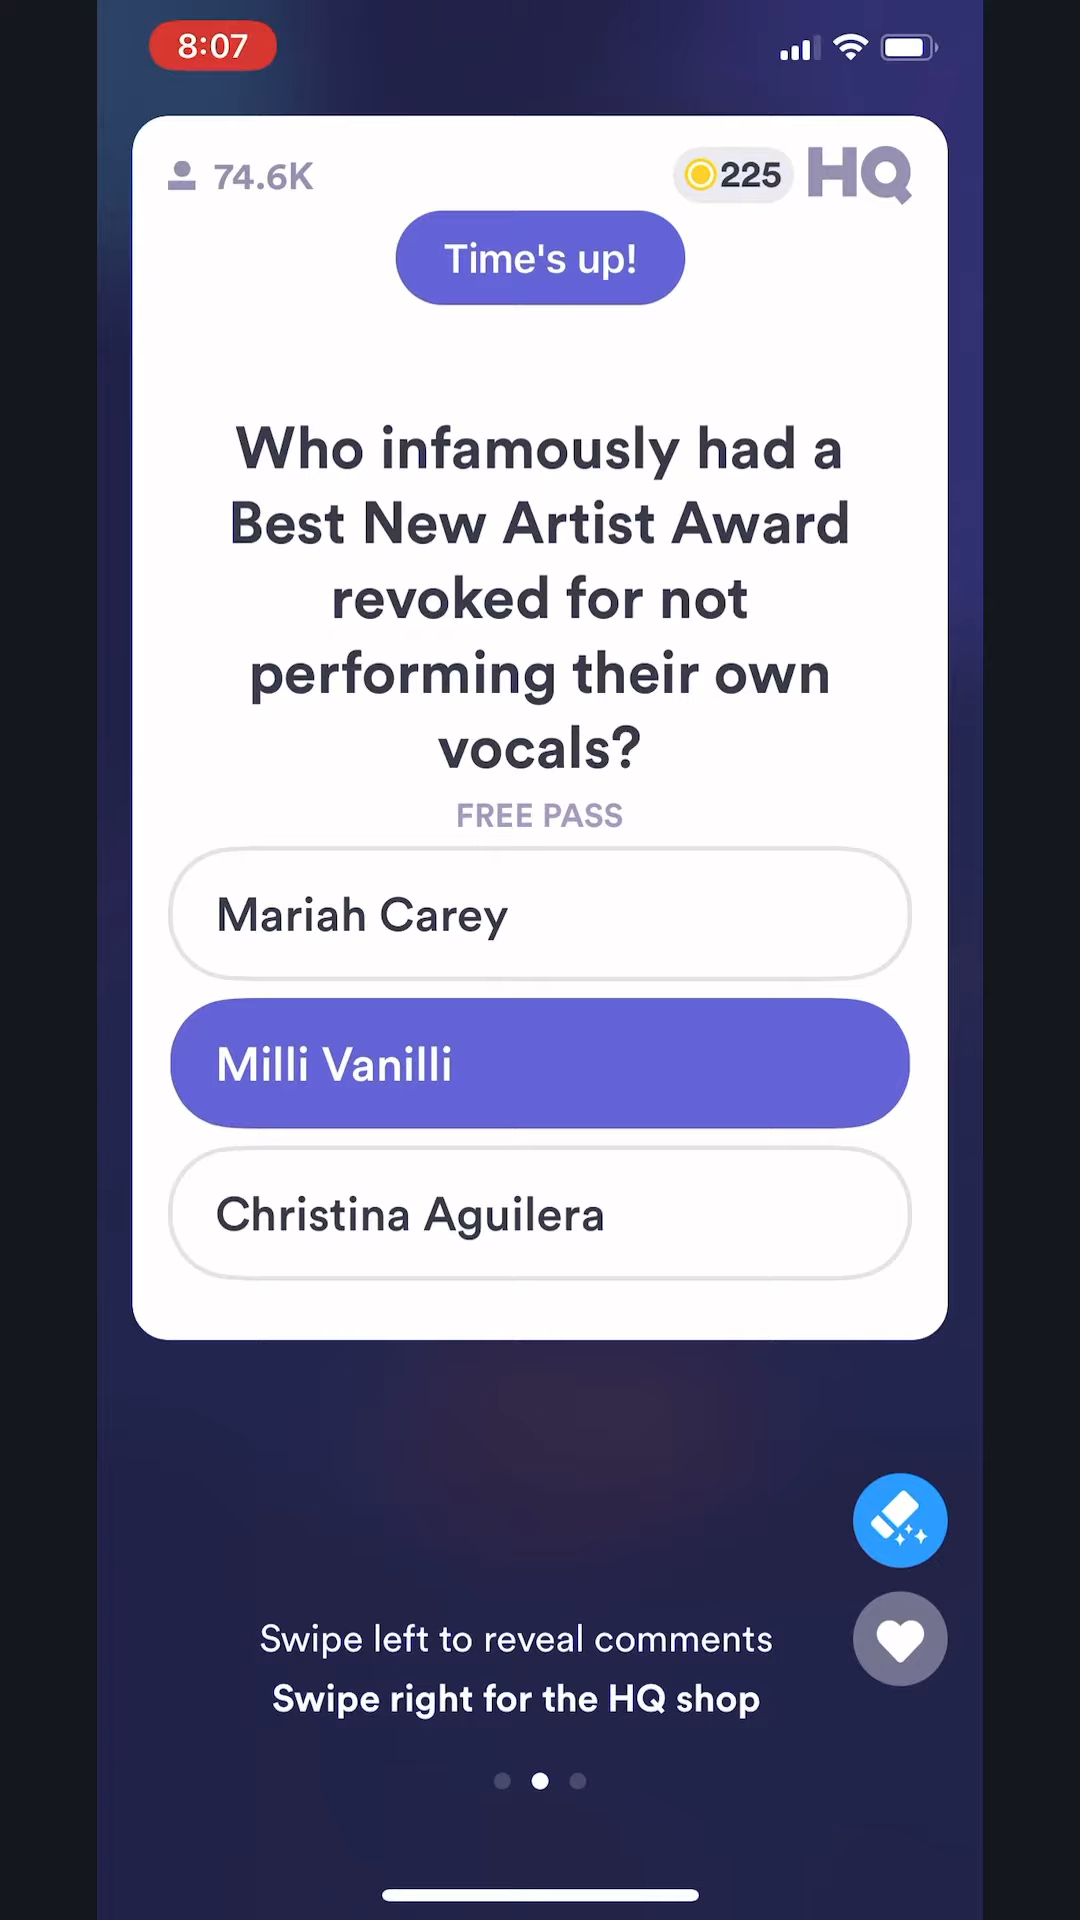 8:07
74.6K
225
HQ
Time's up!
Who infamously had a
Best New Artist Award
revoked for not
performing their own
vocals?
FREE PASS
Mariah Carey
Milli Vanilli
Christina Aguilera
Swipe left to reveal comments
Swipe right for the HQ shop